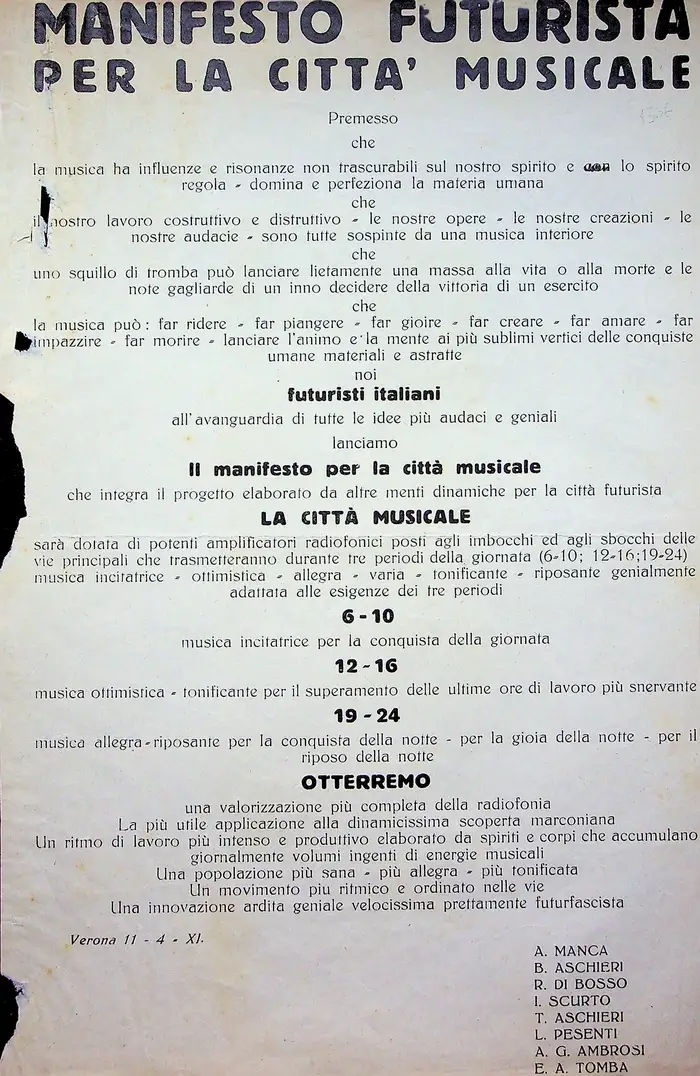 MANIFESTO FUTURISTA
PER LA CITTA' MUSICALE
Premesso
che
la musica ha influenze e risonanze non trascurabili sul nostro spirito e con lo spirito
regola - domina e perfeziona la materia umana
che
il nostro lavoro costruttivo e distruttivo - le nostre opere - le nostre creazioni - le
nostre audacie - sono tutte sospinte da una musica interiore
che
uno squillo di tromba può lanciare lietamente una massa alla vita o alla morte e le
note gagliarde di un inno decidere della vittoria di un esercito
che
la musica può: far ridere - far piangere - far gioire - far creare - far amare - far
impazzire - far morire - lanciare l'animo e la mente ai più sublimi vertici delle conquiste
umane materiali e astratte
noi
futuristi italiani
all'avanguardia di tutte le idee più audaci e geniali
lanciamo
Il manifesto per la città musicale
che integra il progetto elaborato da altre menti dinamiche per la città futurista
LA CITTÀ MUSICALE
sarà dotata di potenti amplificatori radiofonici posti agli imbocchi ed agli sbocchi delle
vie principali che trasmetteranno durante tre periodi della giornata (6-10; 12-16; 19-24)
musica incitatrice - ottimistica - allegra - varia - tonificante - riposante genialmente
adattata alle esigenze dei tre periodi
6 - 10
musica incitatrice per la conquista della giornata
12 - 16
musica ottimistica - tonificante per il superamento delle ultime ore di lavoro più snervante
19 - 24
musica allegra-riposante per la conquista della notte - per la gioia della notte - per il
riposo della notte
OTTERREMO
una valorizzazione più completa della radiofonia
La più utile applicazione alla dinamicissima scoperta marconiana
Un ritmo di lavoro più intenso e produttivo elaborato da spiriti e corpi che accumulano
giornalmente volumi ingenti di energie musicali
Una popolazione più sana - più allegra - più tonificata
Un movimento piu ritmico e ordinato nelle vie
Una innovazione ardita geniale velocissima prettamente futurfascista
Verona 11 - 4 - XI.
A. MANCA
B. ASCHIERI
R. DI BOSSO
I. SCURTO
T. ASCHIERI
L. PESENTI
A. G. AMBROSI
E. A. TOMBA